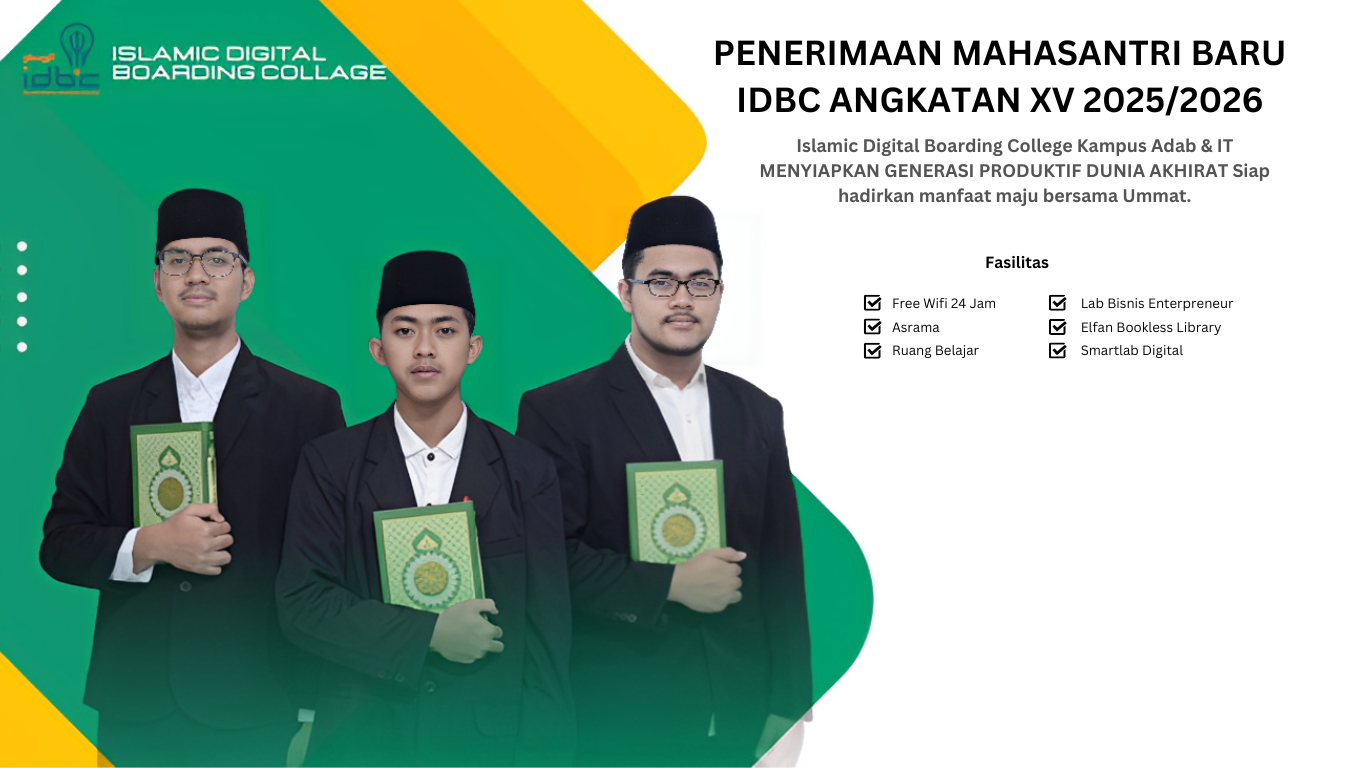 idbc
ISLAMIC DIGITAL
BOARDING COLLAGE
PENERIMAAN MAHASANTRI BARU
IDBC ANGKATAN XV 2025/2026
Islamic Digital Boarding College Kampus Adab & IT
MENYIAPKAN GENERASI PRODUKTIF DUNIA AKHIRAT Siap
hadirkan manfaat maju bersama Ummat.
Fasilitas
Free Wifi 24 Jam
Asrama
Ruang Belajar
Lab Bisnis Enterpreneur
Elfan Bookless Library
Smartlab Digital